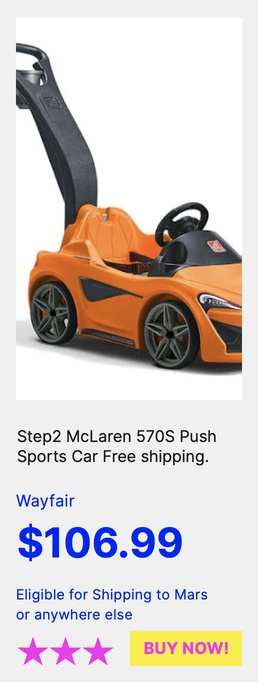 Step2 McLaren 570S Push
Sports Car Free shipping.
Wayfair
$106.99
Eligible for Shipping to Mars
or anywhere else
BUY NOW!